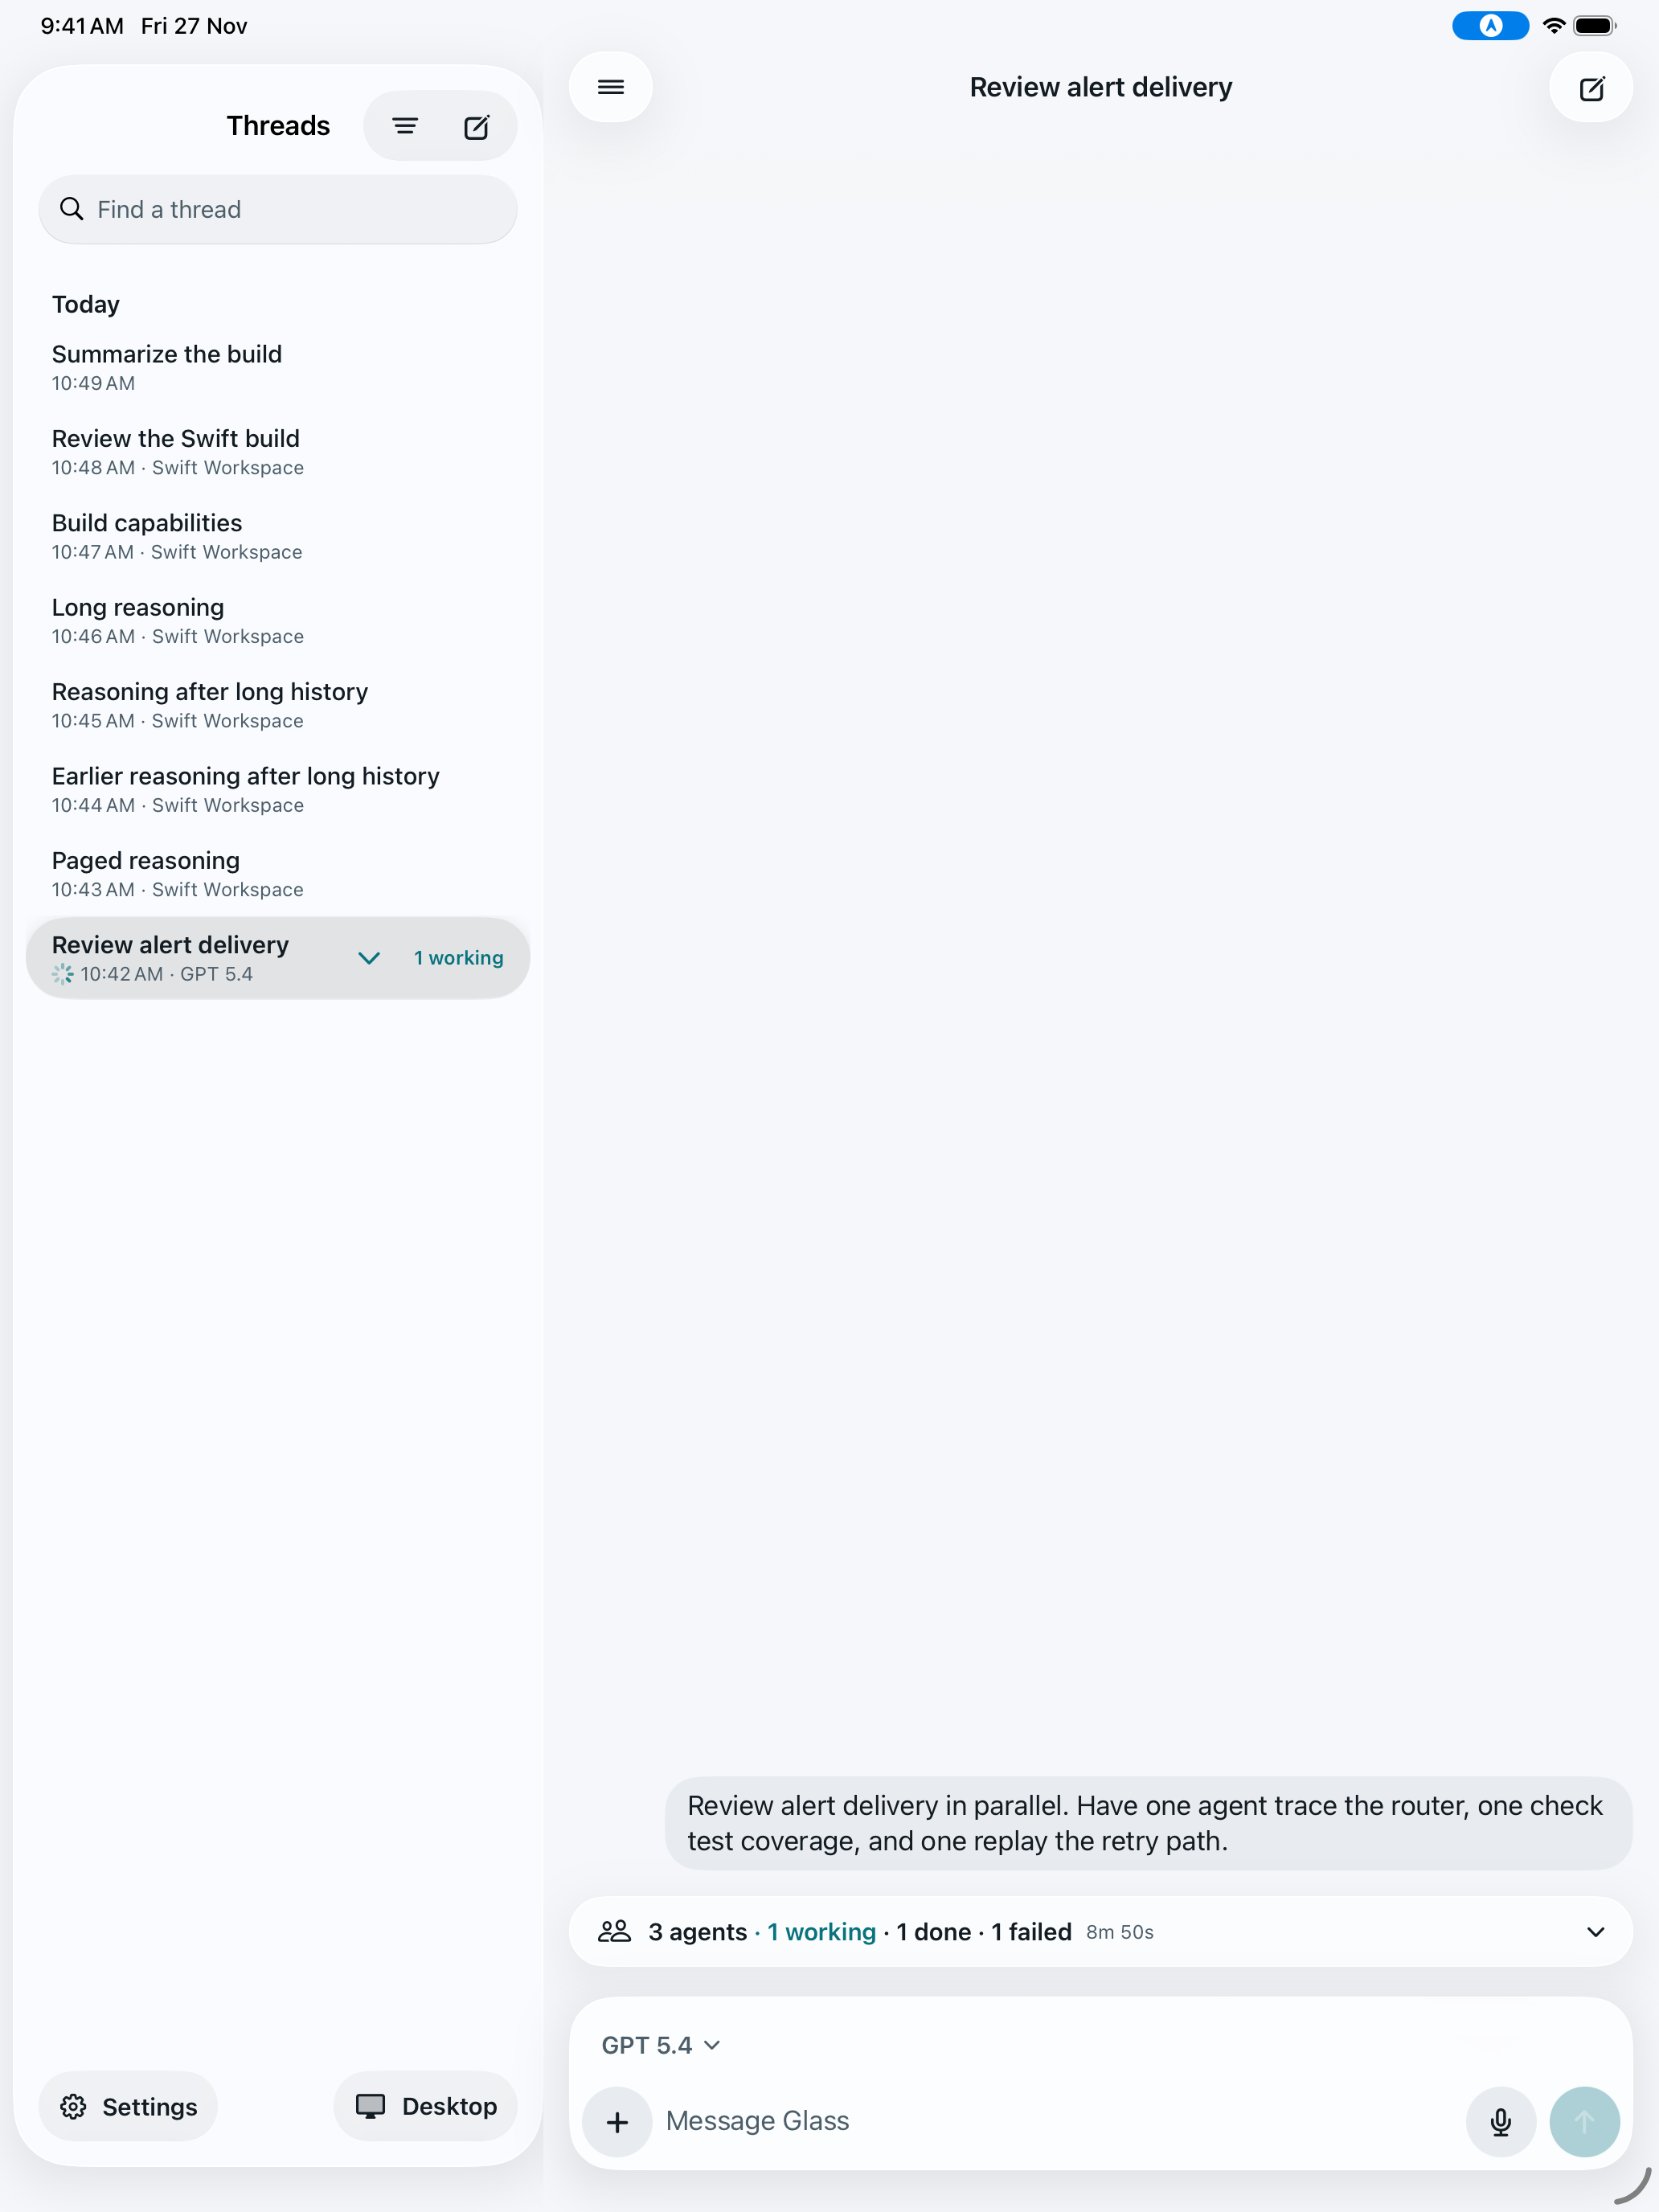 9:41 AM Fri 27 Nov
Threads
Find a thread
Today
Summarize the build
10:49 AM
Review the Swift build
10:48 AM · Swift Workspace
Build capabilities
10:47 AM · Swift Workspace
Long reasoning
10:46 AM · Swift Workspace
Reasoning after long history
10:45 AM · Swift Workspace
Earlier reasoning after long history
10:44 AM · Swift Workspace
Paged reasoning
10:43 AM · Swift Workspace
Review alert delivery
10:42 AM · GPT 5.4
1 working
Settings
Desktop
Review alert delivery
Review alert delivery in parallel. Have one agent trace the router, one check
test coverage, and one replay the retry path.
3 agents · 1 working · 1 done · 1 failed 8m 50s
GPT 5.4
Message Glass